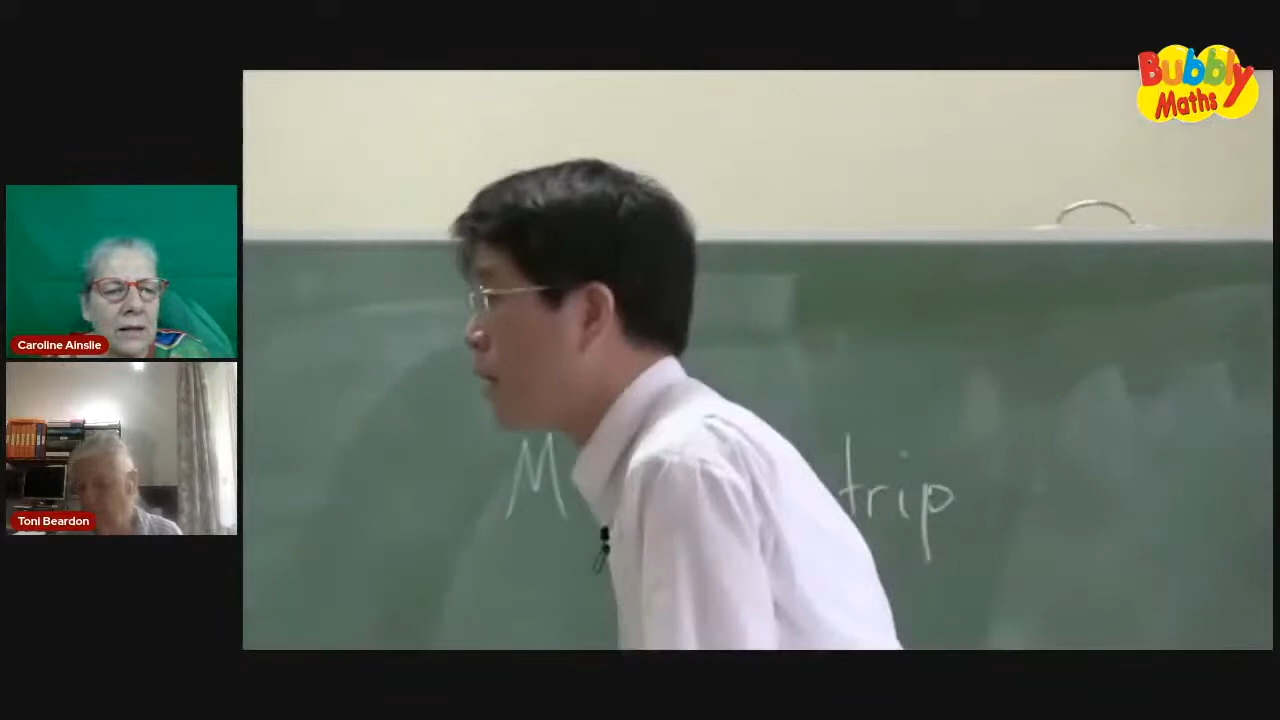 Bubbly
Maths
Caroline Ainslie
M trip
Toni Beardon